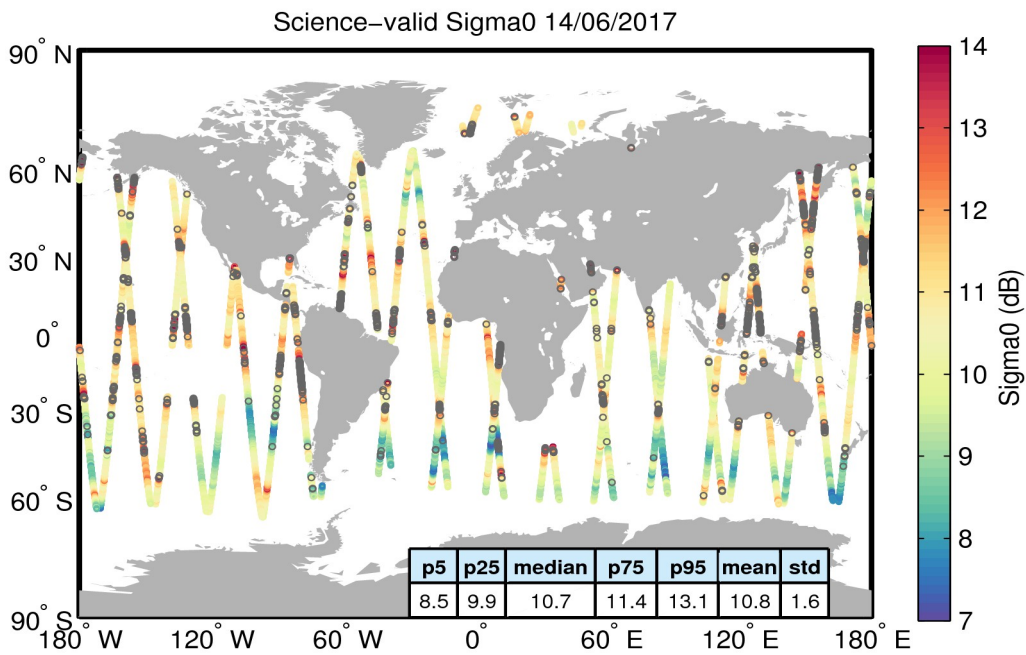 Science−valid Sigma0 14/06/2017
90° N
60° N
30° N
0°
30° S
60° S
90° S
180° W
120° W
60° W
0°
60° E
120° E
180° E
14
13
12
11
10
9
8
7
Sigma0 (dB)
p5 p25 median p75 p95 mean std
8.5 9.9 10.7 11.4 13.1 10.8 1.6